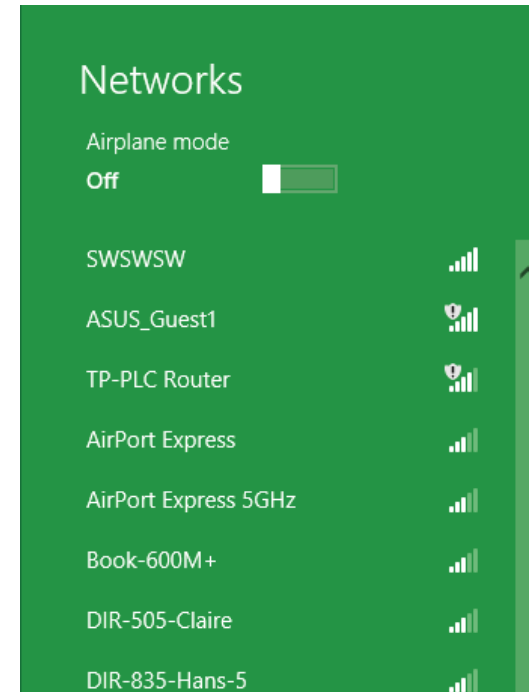 Networks
Airplane mode
Off
SWSWSW
ASUS_Guest1
TP-PLC Router
AirPort Express
AirPort Express 5GHz
Book-600M+
DIR-505-Claire
DIR-835-Hans-5